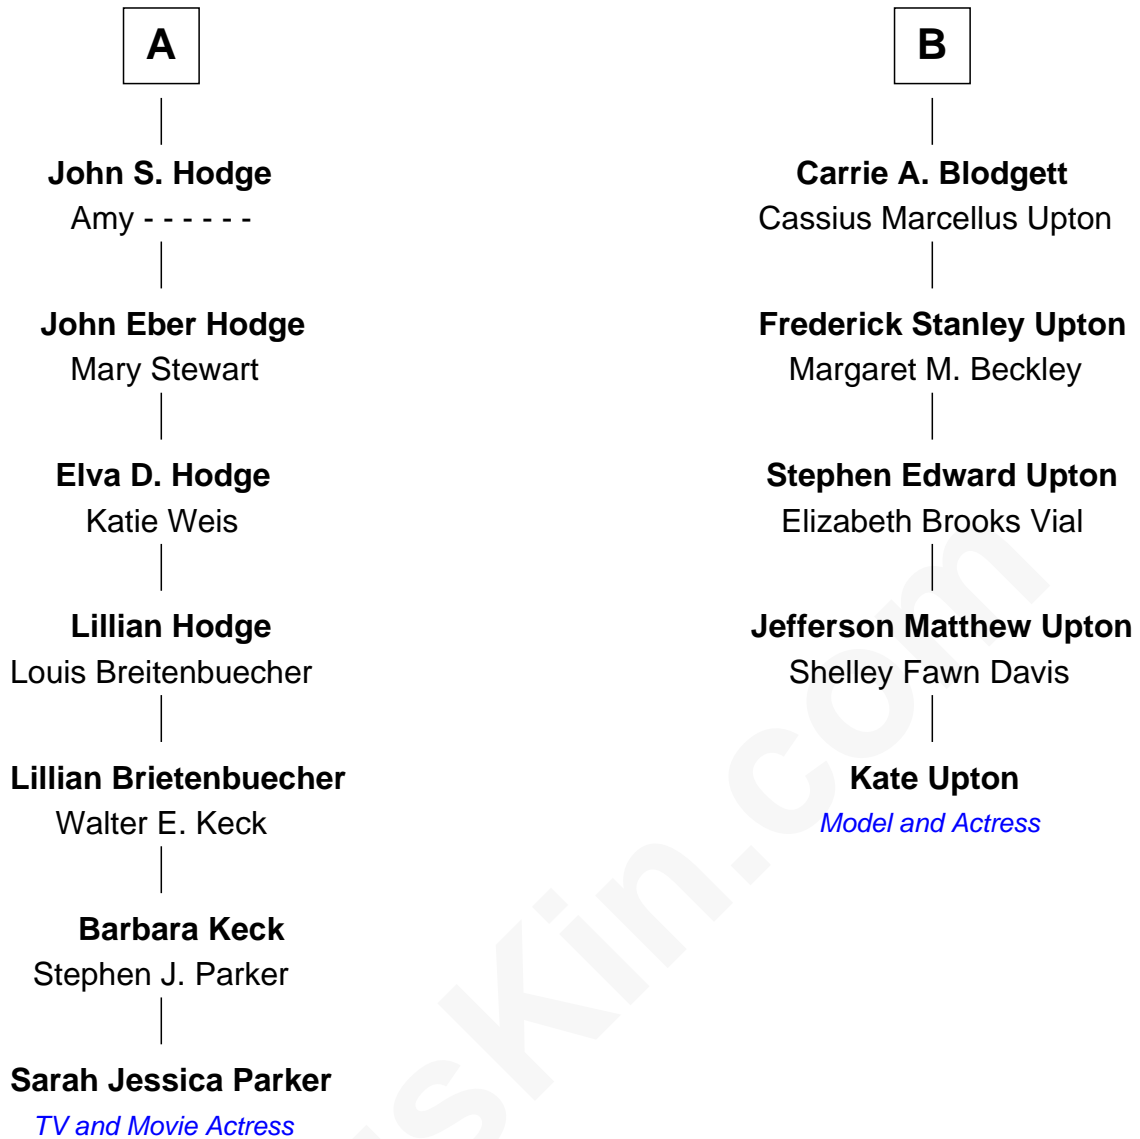 A
John S. Hodge
Amy - - - - - -
John Eber Hodge
Mary Stewart
Elva D. Hodge
Katie Weis
Lillian Hodge
Louis Breitenbuecher
Lillian Brietenbuecher
Walter E. Keck
Barbara Keck
Stephen J. Parker
Sarah Jessica Parker
TV and Movie Actress
B
Carrie A. Blodgett
Cassius Marcellus Upton
Frederick Stanley Upton
Margaret M. Beckley
Stephen Edward Upton
Elizabeth Brooks Vial
Jefferson Matthew Upton
Shelley Fawn Davis
Kate Upton
Model and Actress
usKin.com